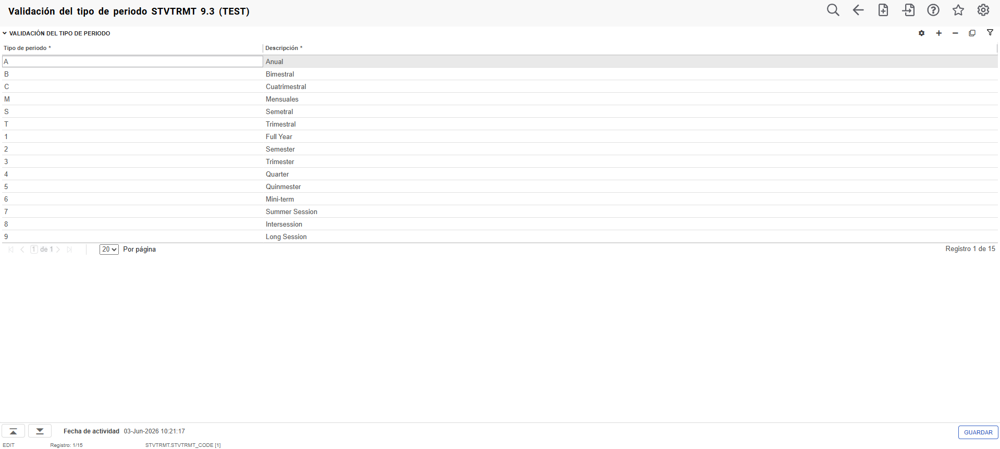 Validación del tipo de periodo STVTRMT 9.3 (TEST)
VALIDACIÓN DEL TIPO DE PERIODO
Tipo de periodo * Descripción *
A Anual
B Bimestral
C Cuatrimestral
M Mensuales
S Semetral
T Trimestral
1 Full Year
2 Semester
3 Trimester
4 Quarter
5 Quinmester
6 Mini-term
7 Summer Session
8 Intersession
9 Long Session
1 de 1 20 Por página Registro 1 de 15
Fecha de actividad 03-Jun-2026 10:21:17 GUARDAR
EDIT Registro: 1/15 STVTRMT.STVTRMT_CODE [1]